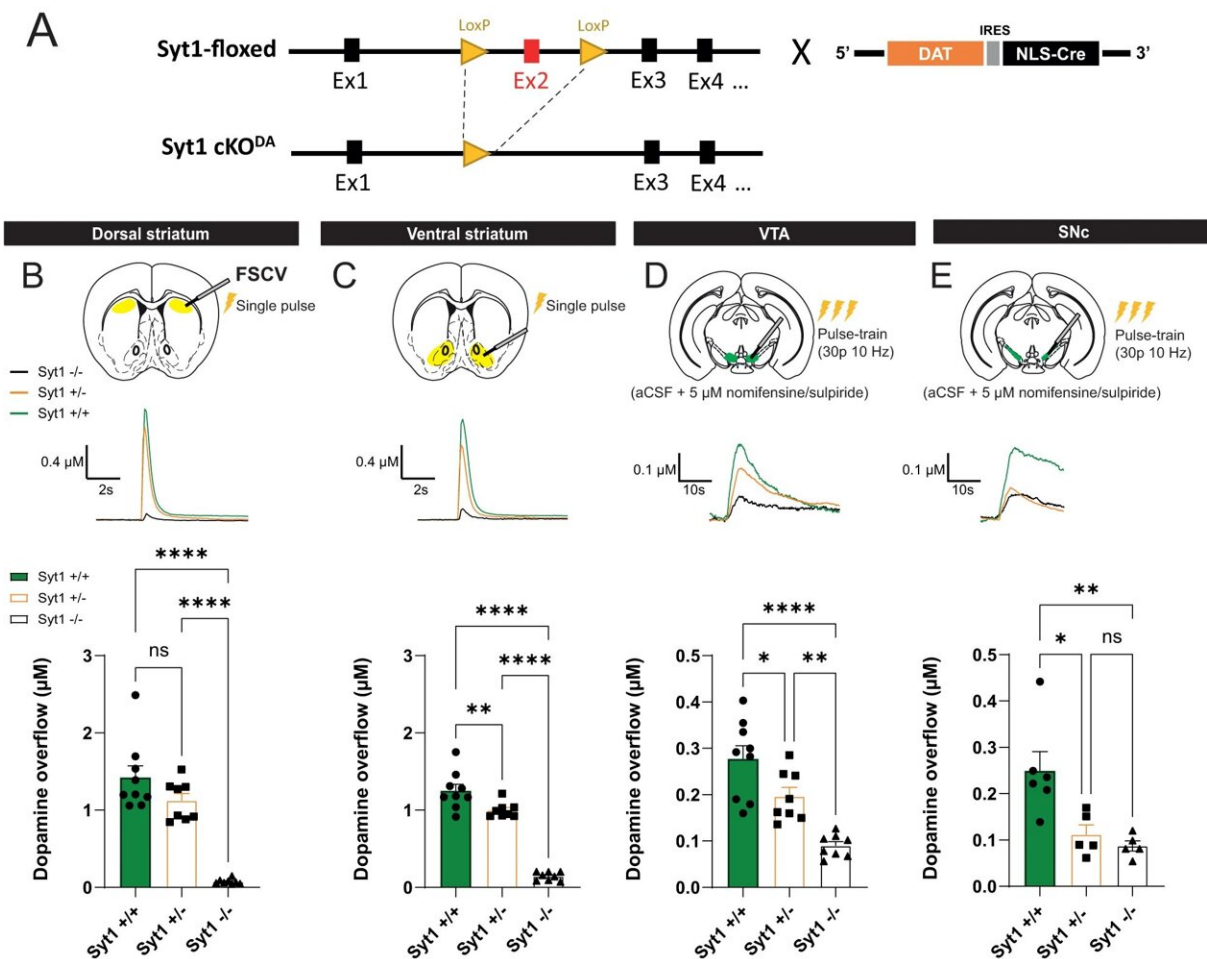 A
Syt1-floxed
LoxP
LoxP
Ex1
Ex2
Ex3
Ex4 ...
X
5’
DAT
IRES
NLS-Cre
3’
Syt1 cKO^DA
Ex1
Ex3
Ex4 ...
Dorsal striatum
Ventral striatum
VTA
SNc
B
FSCV
Single pulse
Syt1 -/-
Syt1 +/-
Syt1 +/+
0.4 µM
2s
C
Single pulse
0.4 µM
2s
D
Pulse-train
(30p 10 Hz)
(aCSF + 5 µM nomifensine/sulpiride)
0.1 µM
10s
E
Pulse-train
(30p 10 Hz)
(aCSF + 5 µM nomifensine/sulpiride)
0.1 µM
10s
Syt1 +/+
Syt1 +/-
Syt1 -/-
****
****
ns
Dopamine overflow (µM)
3
2
1
0
Syt1 +/+
Syt1 +/-
Syt1 -/-
****
****
**
Dopamine overflow (µM)
3
2
1
0
Syt1 +/+
Syt1 +/-
Syt1 -/-
****
*
**
Dopamine overflow (µM)
0.5
0.4
0.3
0.2
0.1
0.0
Syt1 +/+
Syt1 +/-
Syt1 -/-
**
*
ns
Dopamine overflow (µM)
0.5
0.4
0.3
0.2
0.1
0.0
Syt1 +/+
Syt1 +/-
Syt1 -/-